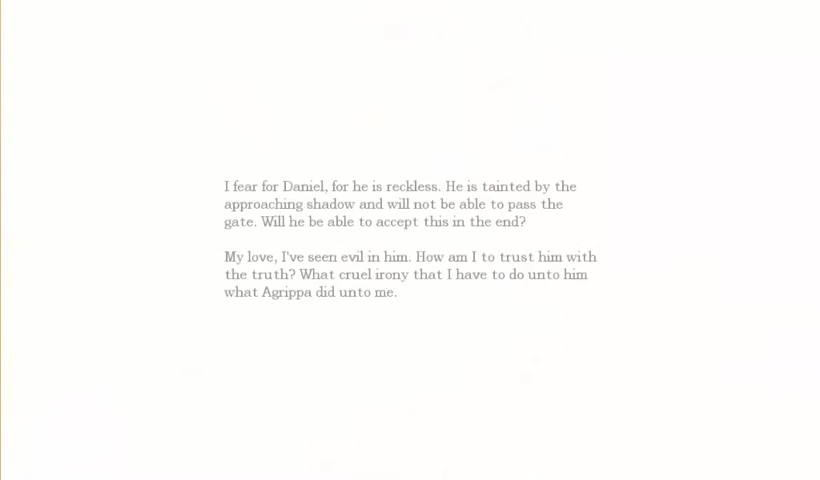 I fear for Daniel, for he is reckless. He is tainted by the
approaching shadow and will not be able to pass the
gate. Will he be able to accept this in the end?
My love, I've seen evil in him. How am I to trust him with
the truth? What cruel irony that I have to do unto him
what Agrippa did unto me.